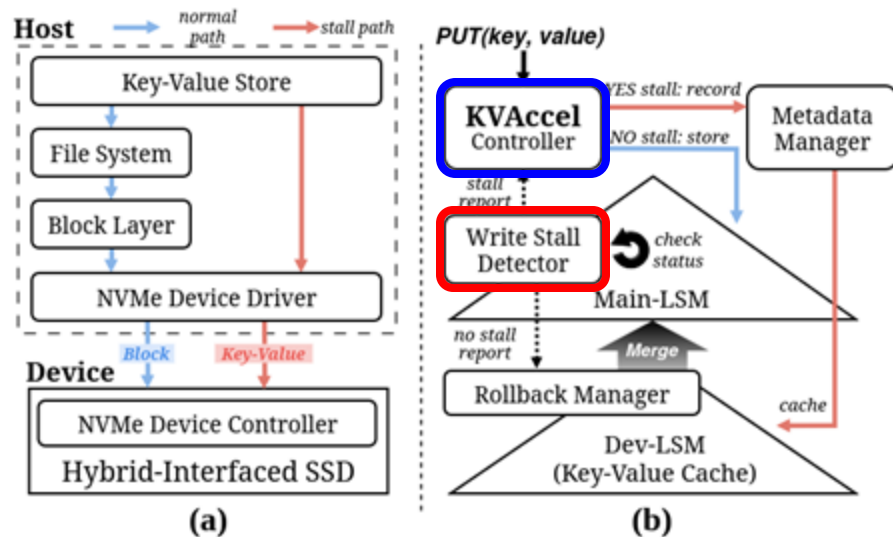 Host
normal
path
stall path
Key-Value Store
File System
Block Layer
NVMe Device Driver
Block
Key-Value
Device
NVMe Device Controller
Hybrid-Interfaced SSD
(a)
PUT(key, value)
KVAccel
Controller
YES stall: record
NO stall: store
Metadata
Manager
stall
report
Write Stall
Detector
check
status
Main-LSM
no stall
report
Merge
Rollback Manager
cache
Dev-LSM
(Key-Value Cache)
(b)